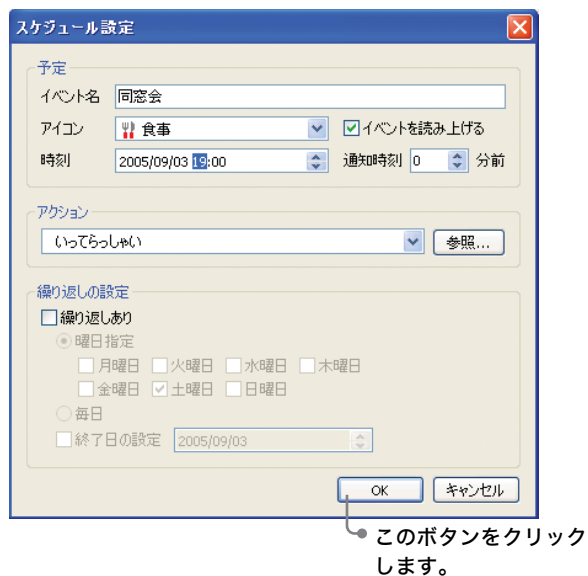 スケジュール設定
予定
イベント名 同窓会
アイコン 食事 イベントを読み上げる
時刻 2005/09/03 19:00 通知時刻 0 分前
アクション
いってらっしゃい 参照...
繰り返しの設定
繰り返しあり
曜日指定
月曜日 火曜日 水曜日 木曜日
金曜日 土曜日 日曜日
毎日
終了日の設定 2005/09/03
OK キャンセル
このボタンをクリック
します。